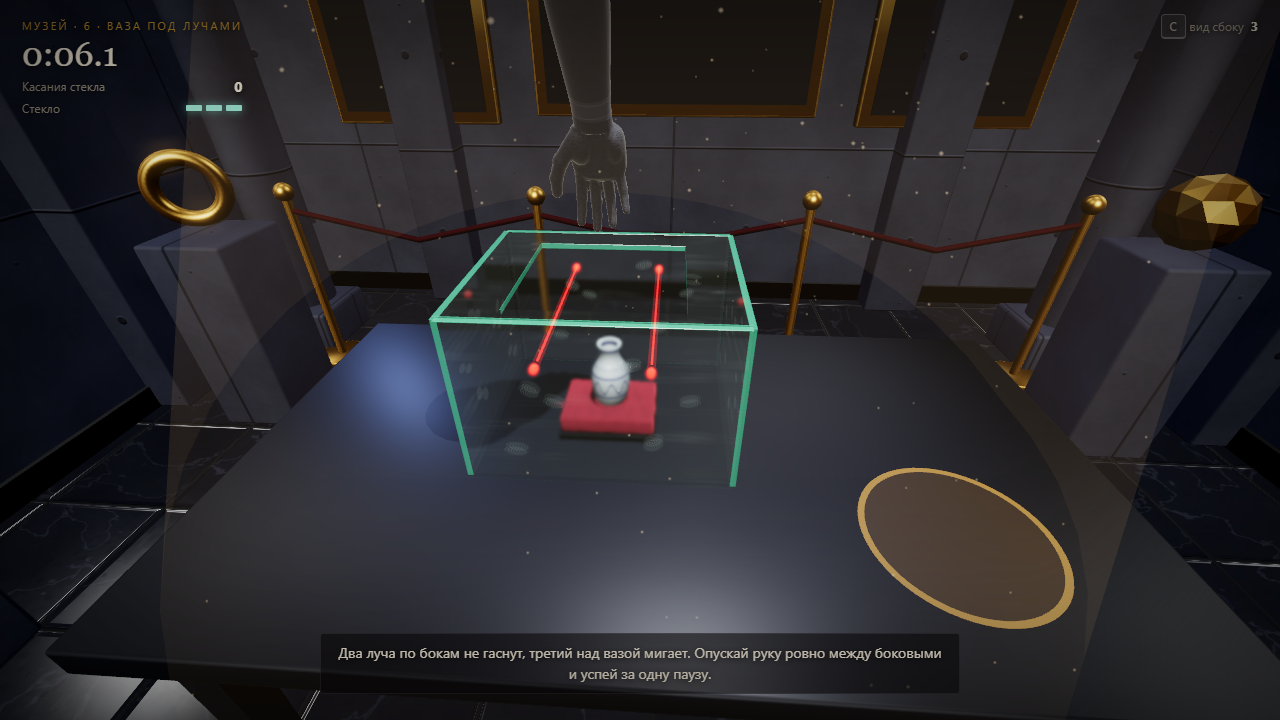 МУЗЕЙ · 6 · ВАЗА ПОД ЛУЧАМИ
0:06.1
Касания стекла 0
Стекло
C вид сбоку 3
Два луча по бокам не гаснут, третий над вазой мигает. Опускай руку ровно между боковыми
и успей за одну паузу.